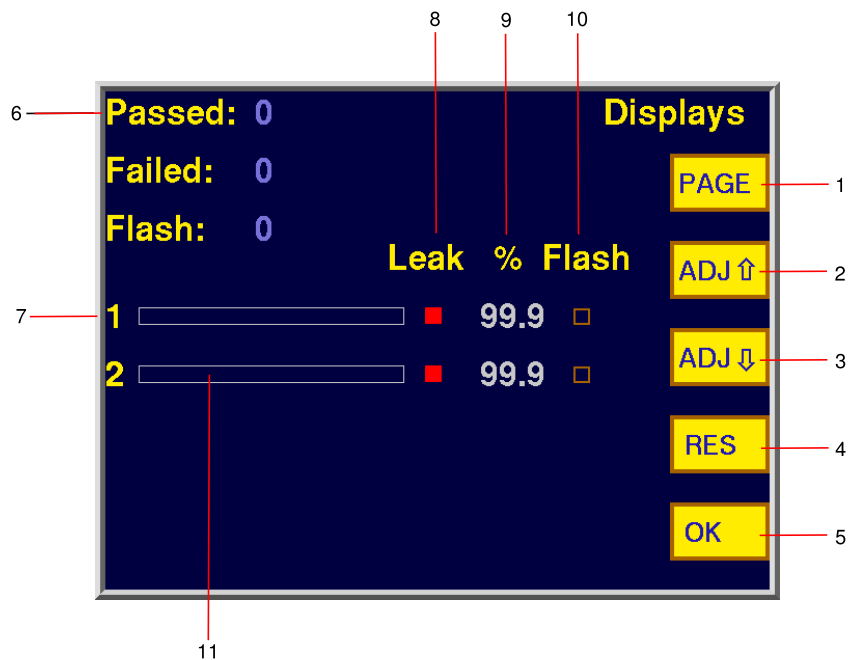 8 9 10
6 Passed: 0 Displays
Failed: 0 PAGE 1
Flash: 0
Leak % Flash ADJ⇧ 2
7 1 99.9
ADJ⇩ 3
2 99.9
RES 4
OK 5
11